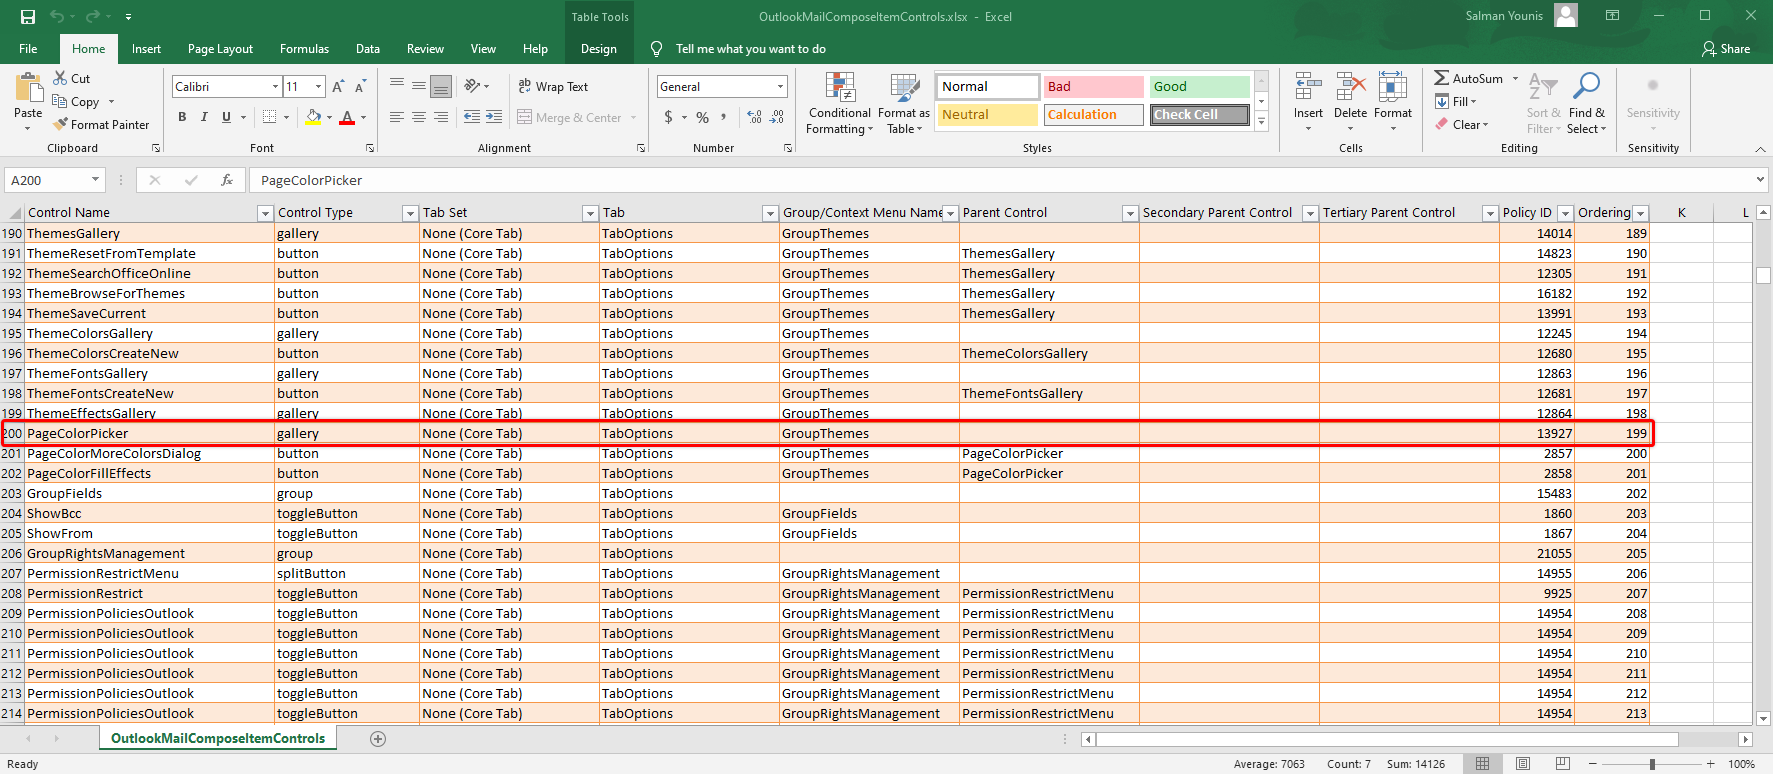 Table Tools
OutlookMailComposeItemControls.xlsx - Excel
Salman Younis
File Home Insert Page Layout Formulas Data Review View Help Design Tell me what you want to do Share
Paste
Cut
Copy
Format Painter
Clipboard
Calibri 11
B I U
Font
Wrap Text
Merge & Center
Alignment
General
$ % ,
Number
Conditional Formatting
Format as Table
Normal Bad Good
Neutral Calculation Check Cell
Styles
Insert Delete Format
Cells
AutoSum
Fill
Clear
Sort & Filter
Find & Select
Editing
Sensitivity
Sensitivity
A200 fx PageColorPicker
Control Name Control Type Tab Set Tab Group/Context Menu Name Parent Control Secondary Parent Control Tertiary Parent Control Policy ID Ordering K L
190 ThemesGallery gallery None (Core Tab) TabOptions GroupThemes 14014 189
191 ThemeResetFromTemplate button None (Core Tab) TabOptions GroupThemes ThemesGallery 14823 190
192 ThemeSearchOfficeOnline button None (Core Tab) TabOptions GroupThemes ThemesGallery 12305 191
193 ThemeBrowseForThemes button None (Core Tab) TabOptions GroupThemes ThemesGallery 16182 192
194 ThemeSaveCurrent button None (Core Tab) TabOptions GroupThemes ThemesGallery 13991 193
195 ThemeColorsGallery gallery None (Core Tab) TabOptions GroupThemes 12245 194
196 ThemeColorsCreateNew button None (Core Tab) TabOptions GroupThemes ThemeColorsGallery 12680 195
197 ThemeFontsGallery gallery None (Core Tab) TabOptions GroupThemes 12863 196
198 ThemeFontsCreateNew button None (Core Tab) TabOptions GroupThemes ThemeFontsGallery 12681 197
199 ThemeEffectsGallery gallery None (Core Tab) TabOptions GroupThemes 12864 198
200 PageColorPicker gallery None (Core Tab) TabOptions GroupThemes 13927 199
201 PageColorMoreColorsDialog button None (Core Tab) TabOptions GroupThemes PageColorPicker 2857 200
202 PageColorFillEffects button None (Core Tab) TabOptions GroupThemes PageColorPicker 2858 201
203 GroupFields group None (Core Tab) TabOptions 15483 202
204 ShowBcc toggleButton None (Core Tab) TabOptions GroupFields 1860 203
205 ShowFrom toggleButton None (Core Tab) TabOptions GroupFields 1867 204
206 GroupRightsManagement group None (Core Tab) TabOptions 21055 205
207 PermissionRestrictMenu splitButton None (Core Tab) TabOptions GroupRightsManagement 14955 206
208 PermissionRestrict toggleButton None (Core Tab) TabOptions GroupRightsManagement PermissionRestrictMenu 9925 207
209 PermissionPoliciesOutlook toggleButton None (Core Tab) TabOptions GroupRightsManagement PermissionRestrictMenu 14954 208
210 PermissionPoliciesOutlook toggleButton None (Core Tab) TabOptions GroupRightsManagement PermissionRestrictMenu 14954 209
211 PermissionPoliciesOutlook toggleButton None (Core Tab) TabOptions GroupRightsManagement PermissionRestrictMenu 14954 210
212 PermissionPoliciesOutlook toggleButton None (Core Tab) TabOptions GroupRightsManagement PermissionRestrictMenu 14954 211
213 PermissionPoliciesOutlook toggleButton None (Core Tab) TabOptions GroupRightsManagement PermissionRestrictMenu 14954 212
214 PermissionPoliciesOutlook toggleButton None (Core Tab) TabOptions GroupRightsManagement PermissionRestrictMenu 14954 213
OutlookMailComposeItemControls
Ready Average: 7063 Count: 7 Sum: 14126 100%